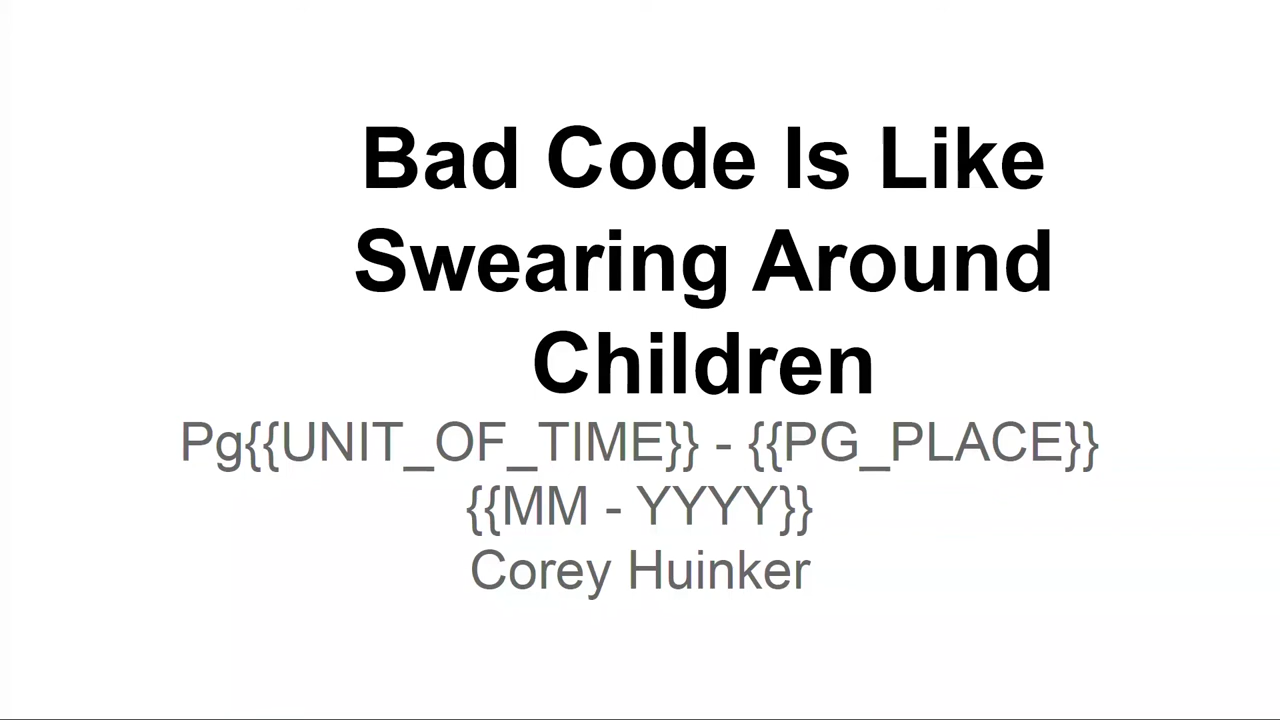 Bad Code Is Like
Swearing Around
Children
Pg{{UNIT_OF_TIME}} - {{PG_PLACE}}
{{MM - YYYY}}
Corey Huinker